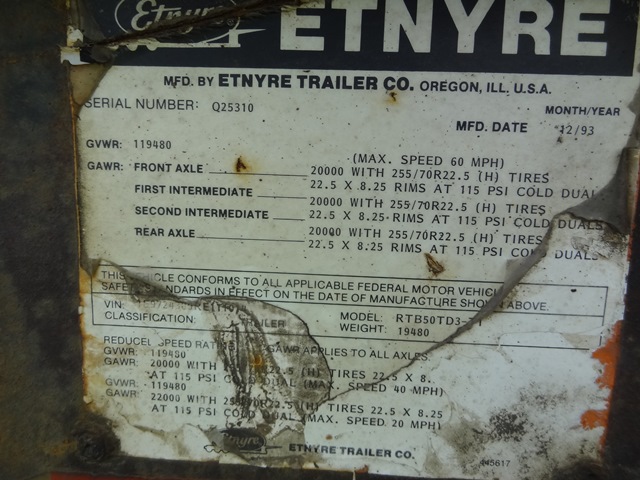 Etnyre ETNYRE
MFD. BY ETNYRE TRAILER CO. OREGON, ILL. U.S.A.
SERIAL NUMBER: Q25310
MONTH/YEAR
MFD. DATE 12/93
GVWR: 119480
(MAX. SPEED 60 MPH)
GAWR: FRONT AXLE 20000 WITH 255/70R22.5 (H) TIRES
22.5 X 8.25 RIMS AT 115 PSI COLD DUAL
FIRST INTERMEDIATE 20000 WITH 255/70R22.5 (H) TIRES
22.5 X 8.25 RIMS AT 115 PSI COLD DUALS
SECOND INTERMEDIATE 20000 WITH 255/70R22.5 (H) TIRES
22.5 X 8.25 RIMS AT 115 PSI COLD DUALS
REAR AXLE
THIS VEHICLE CONFORMS TO ALL APPLICABLE FEDERAL MOTOR VEHICLE
SAFETY STANDARDS IN EFFECT ON THE DATE OF MANUFACTURE SHOWN ABOVE.
VIN: MODEL: RTB50TD3-
CLASSIFICATION: TRAILER WEIGHT: 19480
REDUCED SPEED RATING GAWR APPLIES TO ALL AXLES.
GVWR: 119480
GAWR: 20000 WITH (H) TIRES 22.5 X 8.
AT 115 PSI COLD DUAL (MAX. SPEED 40 MPH)
GVWR: 119480
GAWR: 22000 WITH (H) TIRES 22.5 X 8.25
AT 115 PSI COLD DUAL (MAX. SPEED 20 MPH)
Etnyre ETNYRE TRAILER CO.